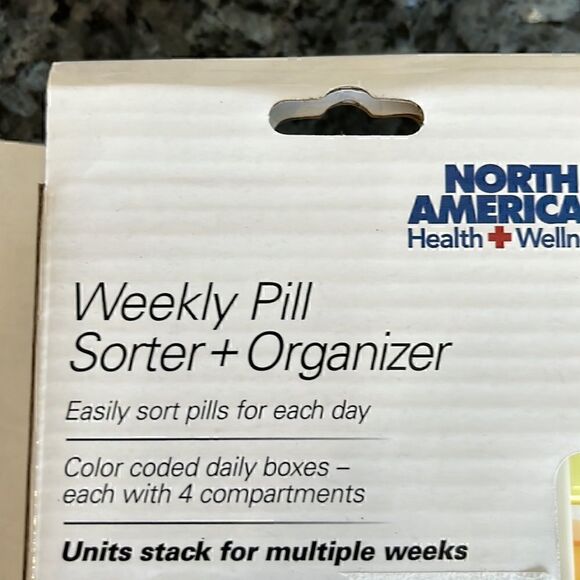 NORTH
AMERICA
Health + Welln
Weekly Pill
Sorter + Organizer
Easily sort pills for each day
Color coded daily boxes –
each with 4 compartments
Units stack for multiple weeks